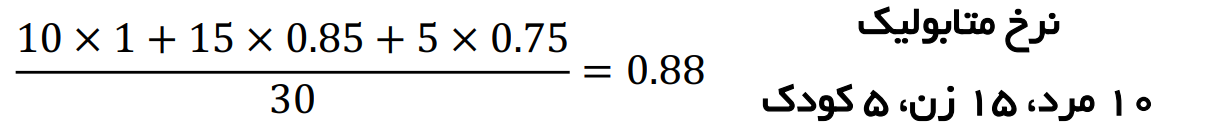 نرخ متابولیک
۱۰ مرد، ۱۵ زن، ۵ کودک
10 × 1 + 15 × 0.85 + 5 × 0.75
30
= 0.88